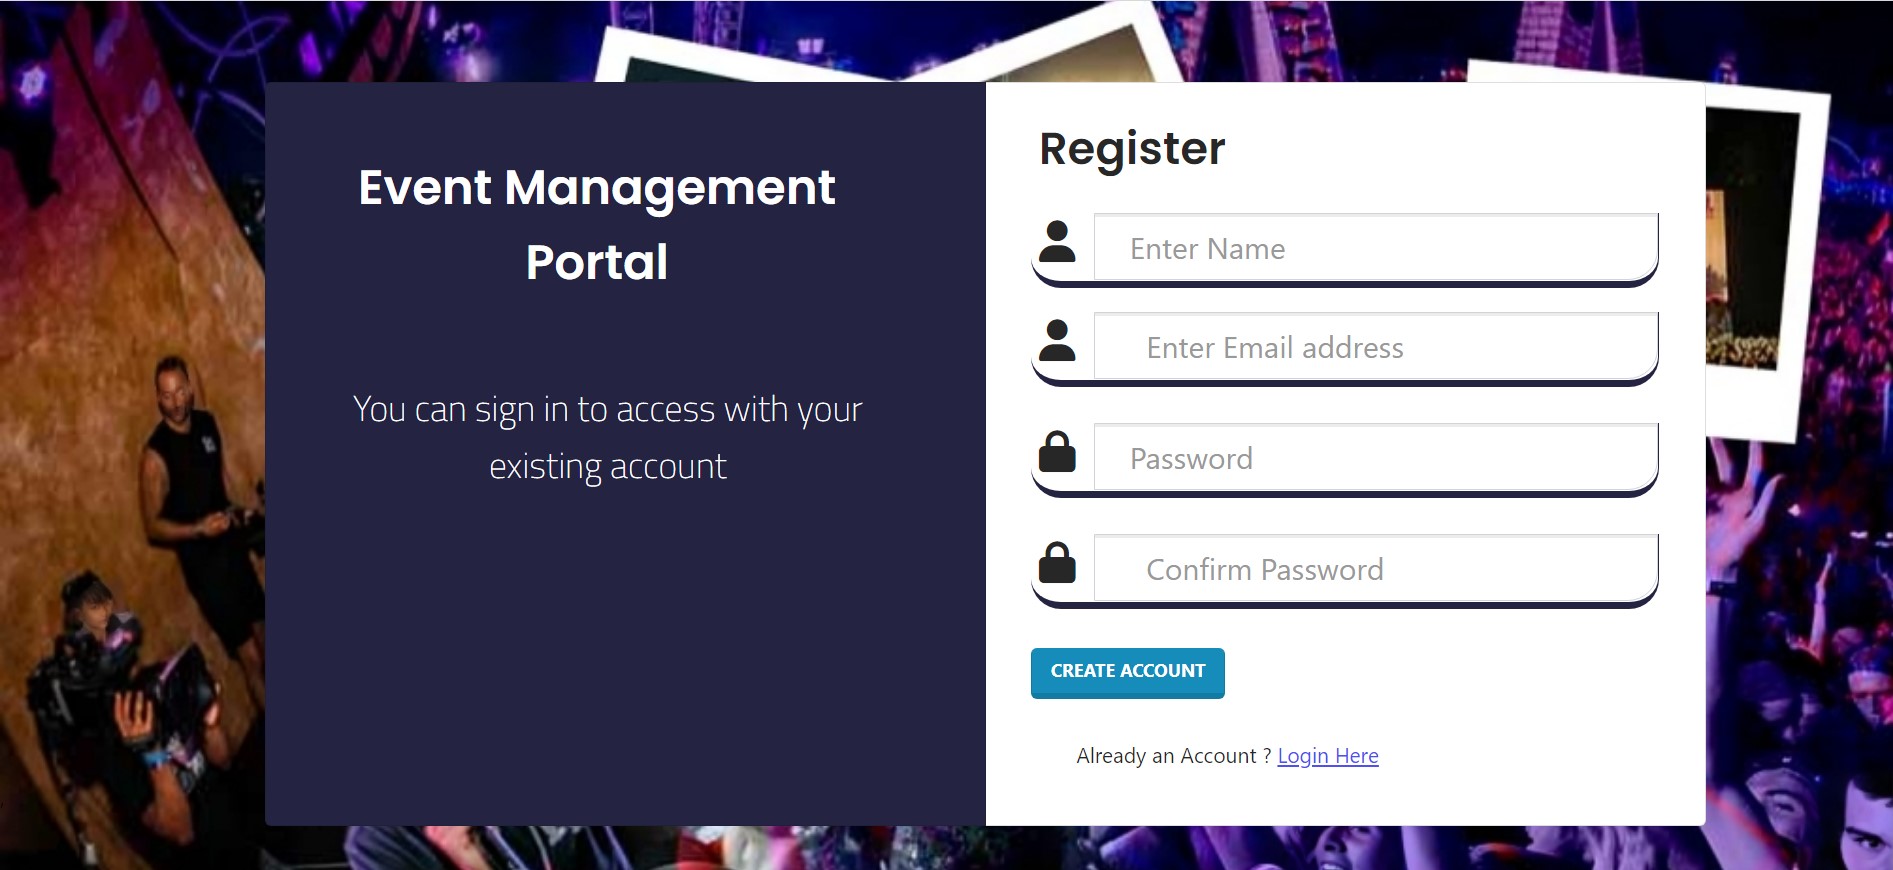 Event Management
Portal
You can sign in to access with your
existing account
Register
Enter Name
Enter Email address
Password
Confirm Password
CREATE ACCOUNT
Already an Account ? Login Here